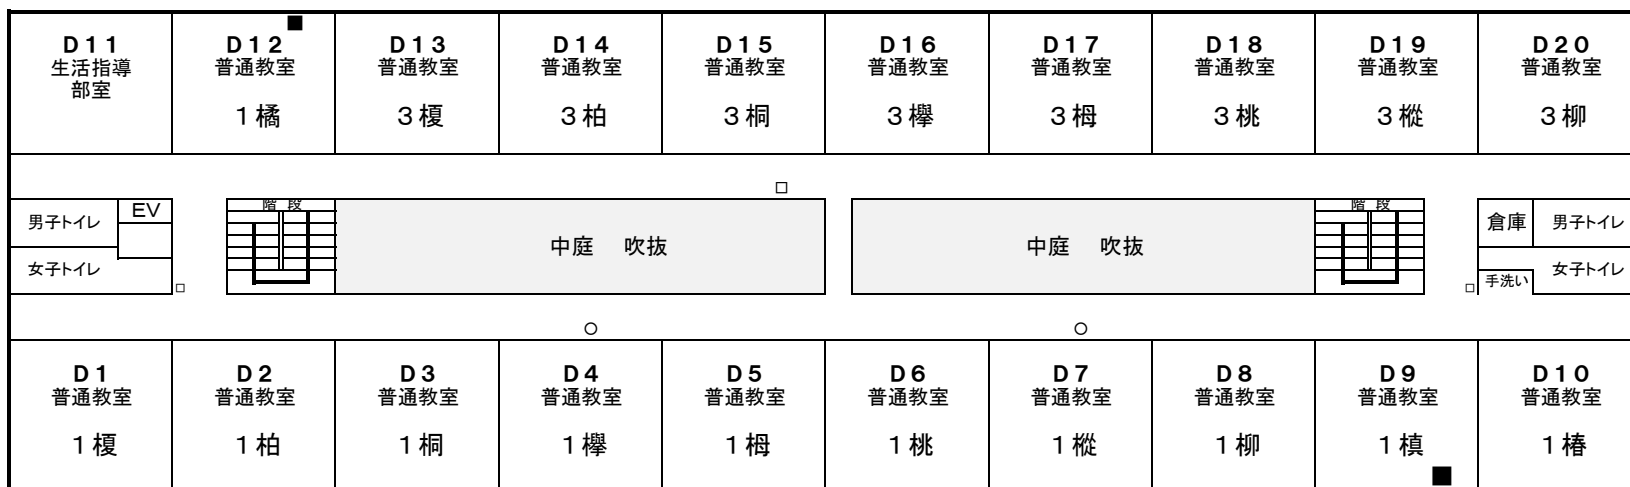 D11
生活指導
部室
D12
普通教室
1橘
D13
普通教室
3榎
D14
普通教室
3柏
D15
普通教室
3桐
D16
普通教室
3欅
D17
普通教室
3栂
D18
普通教室
3桃
D19
普通教室
3樅
D20
普通教室
3柳
男子トイレ
EV
女子トイレ
階段
中庭 吹抜
中庭 吹抜
階段
倉庫
男子トイレ
手洗い
女子トイレ
D1
普通教室
1榎
D2
普通教室
1柏
D3
普通教室
1桐
D4
普通教室
1欅
D5
普通教室
1栂
D6
普通教室
1桃
D7
普通教室
1樅
D8
普通教室
1柳
D9
普通教室
1槙
D10
普通教室
1椿